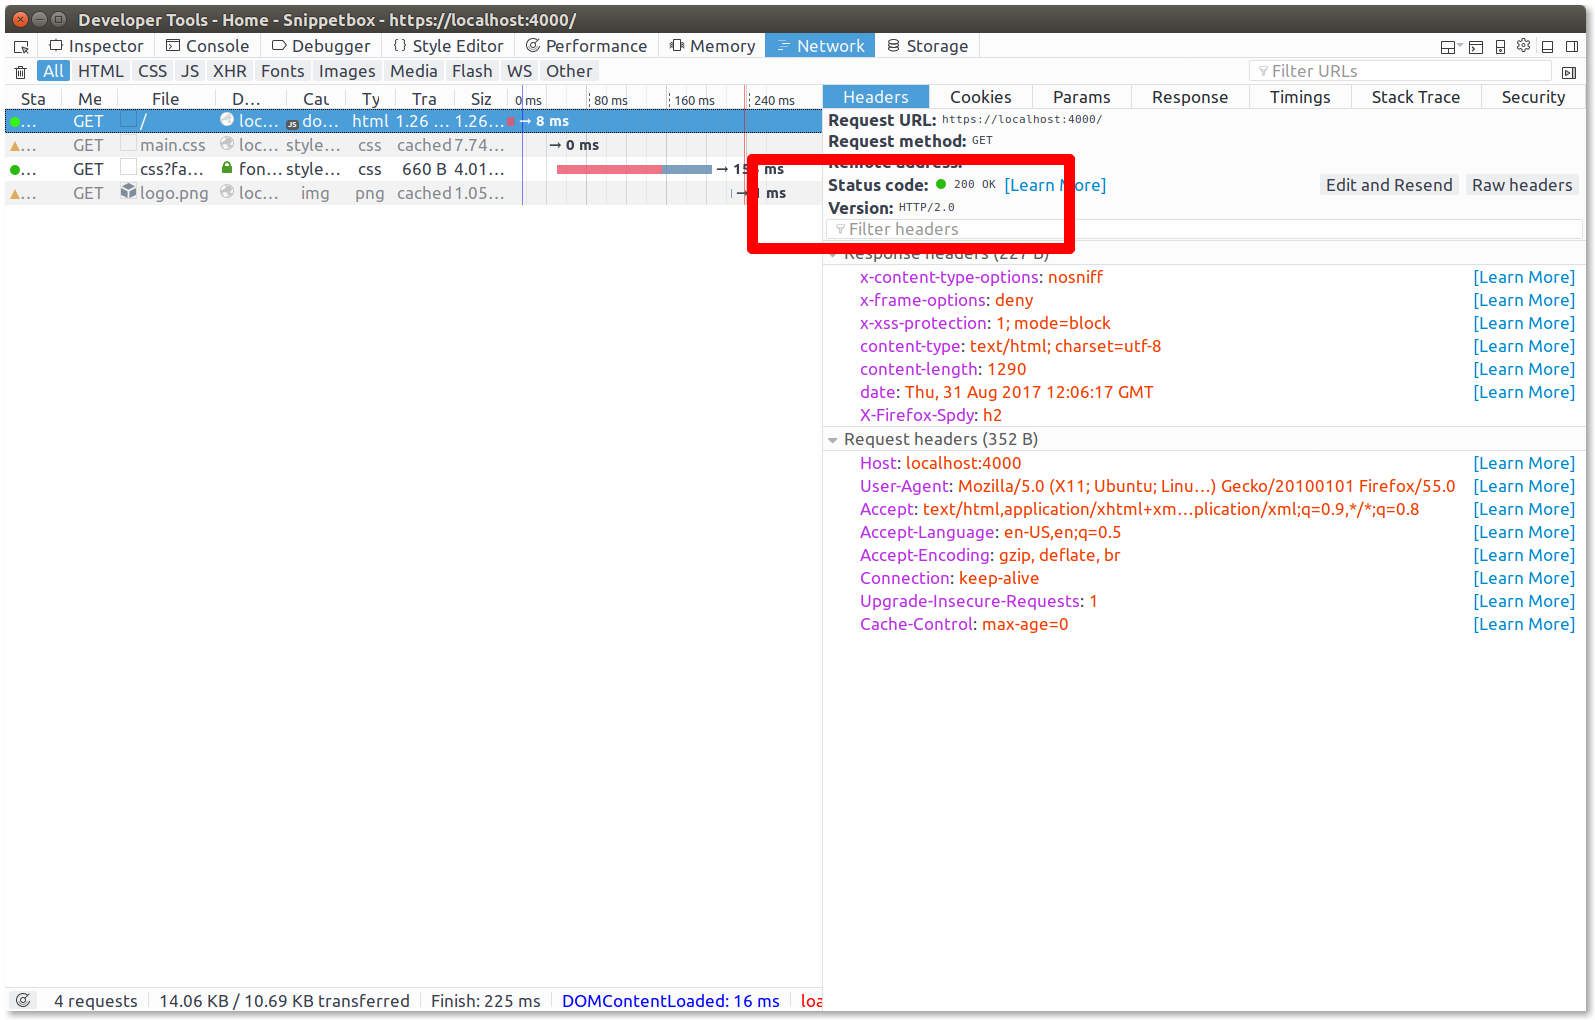 Developer Tools - Home - Snippetbox - https://localhost:4000/
Inspector Console Debugger {} Style Editor Performance Memory Network Storage
All HTML CSS JS XHR Fonts Images Media Flash WS Other Filter URLs
Sta Me File D... Cau Ty Tra Siz 0 ms 80 ms 160 ms 240 ms
... GET / loc... JS do... html 1.26 ... 1.26... → 8 ms
... GET main.css loc... style... css cached 7.74... → 0 ms
... GET css?fa... fon... style... css 660 B 4.01... → ms
... GET logo.png loc... img png cached 1.05... → ms
Headers Cookies Params Response Timings Stack Trace Security
Request URL: https://localhost:4000/
Request method: GET
Remote address:
Status code: 200 OK [Learn More] Edit and Resend Raw headers
Version: HTTP/2.0
Filter headers
Response headers (227 B)
x-content-type-options: nosniff [Learn More]
x-frame-options: deny [Learn More]
x-xss-protection: 1; mode=block [Learn More]
content-type: text/html; charset=utf-8 [Learn More]
content-length: 1290 [Learn More]
date: Thu, 31 Aug 2017 12:06:17 GMT [Learn More]
X-Firefox-Spdy: h2
Request headers (352 B)
Host: localhost:4000 [Learn More]
User-Agent: Mozilla/5.0 (X11; Ubuntu; Linu...) Gecko/20100101 Firefox/55.0 [Learn More]
Accept: text/html,application/xhtml+xm...plication/xml;q=0.9,*/*;q=0.8 [Learn More]
Accept-Language: en-US,en;q=0.5 [Learn More]
Accept-Encoding: gzip, deflate, br [Learn More]
Connection: keep-alive [Learn More]
Upgrade-Insecure-Requests: 1 [Learn More]
Cache-Control: max-age=0 [Learn More]
4 requests 14.06 KB / 10.69 KB transferred Finish: 225 ms DOMContentLoaded: 16 ms loa